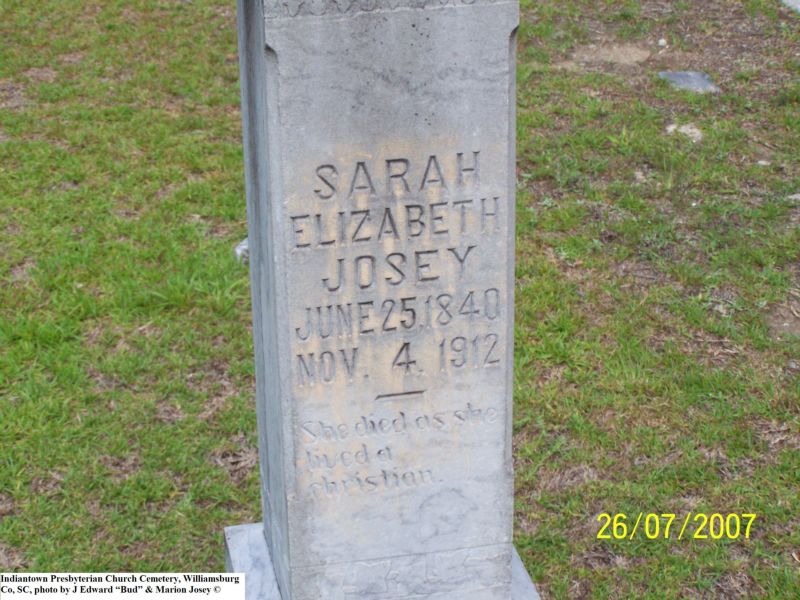 SARAH
ELIZABETH
JOSEY
JUNE 25, 1840
NOV. 4, 1912
She died as she
lived a
christian.
26/07/2007
Indiantown Presbyterian Church Cemetery, Williamsburg
Co, SC, photo by J Edward “Bud” & Marion Josey ©